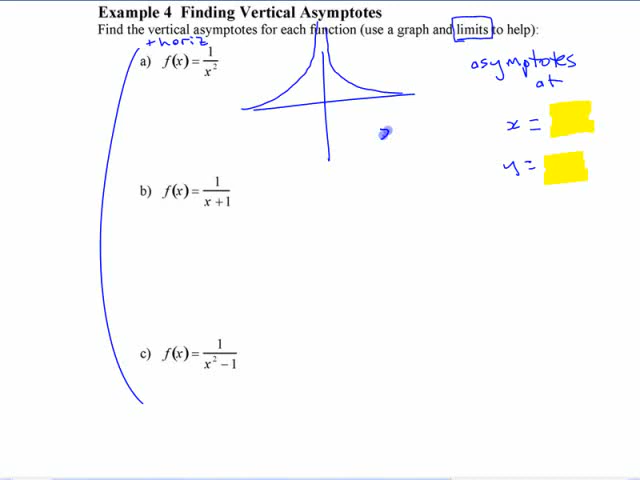 Example 4 Finding Vertical Asymptotes
Find the vertical asymptotes for each function (use a graph and limits to help):
+ horiz
a) f(x) = 1/x²
asymptotes
at
x =
y =
b) f(x) = 1/(x + 1)
c) f(x) = 1/(x² − 1)